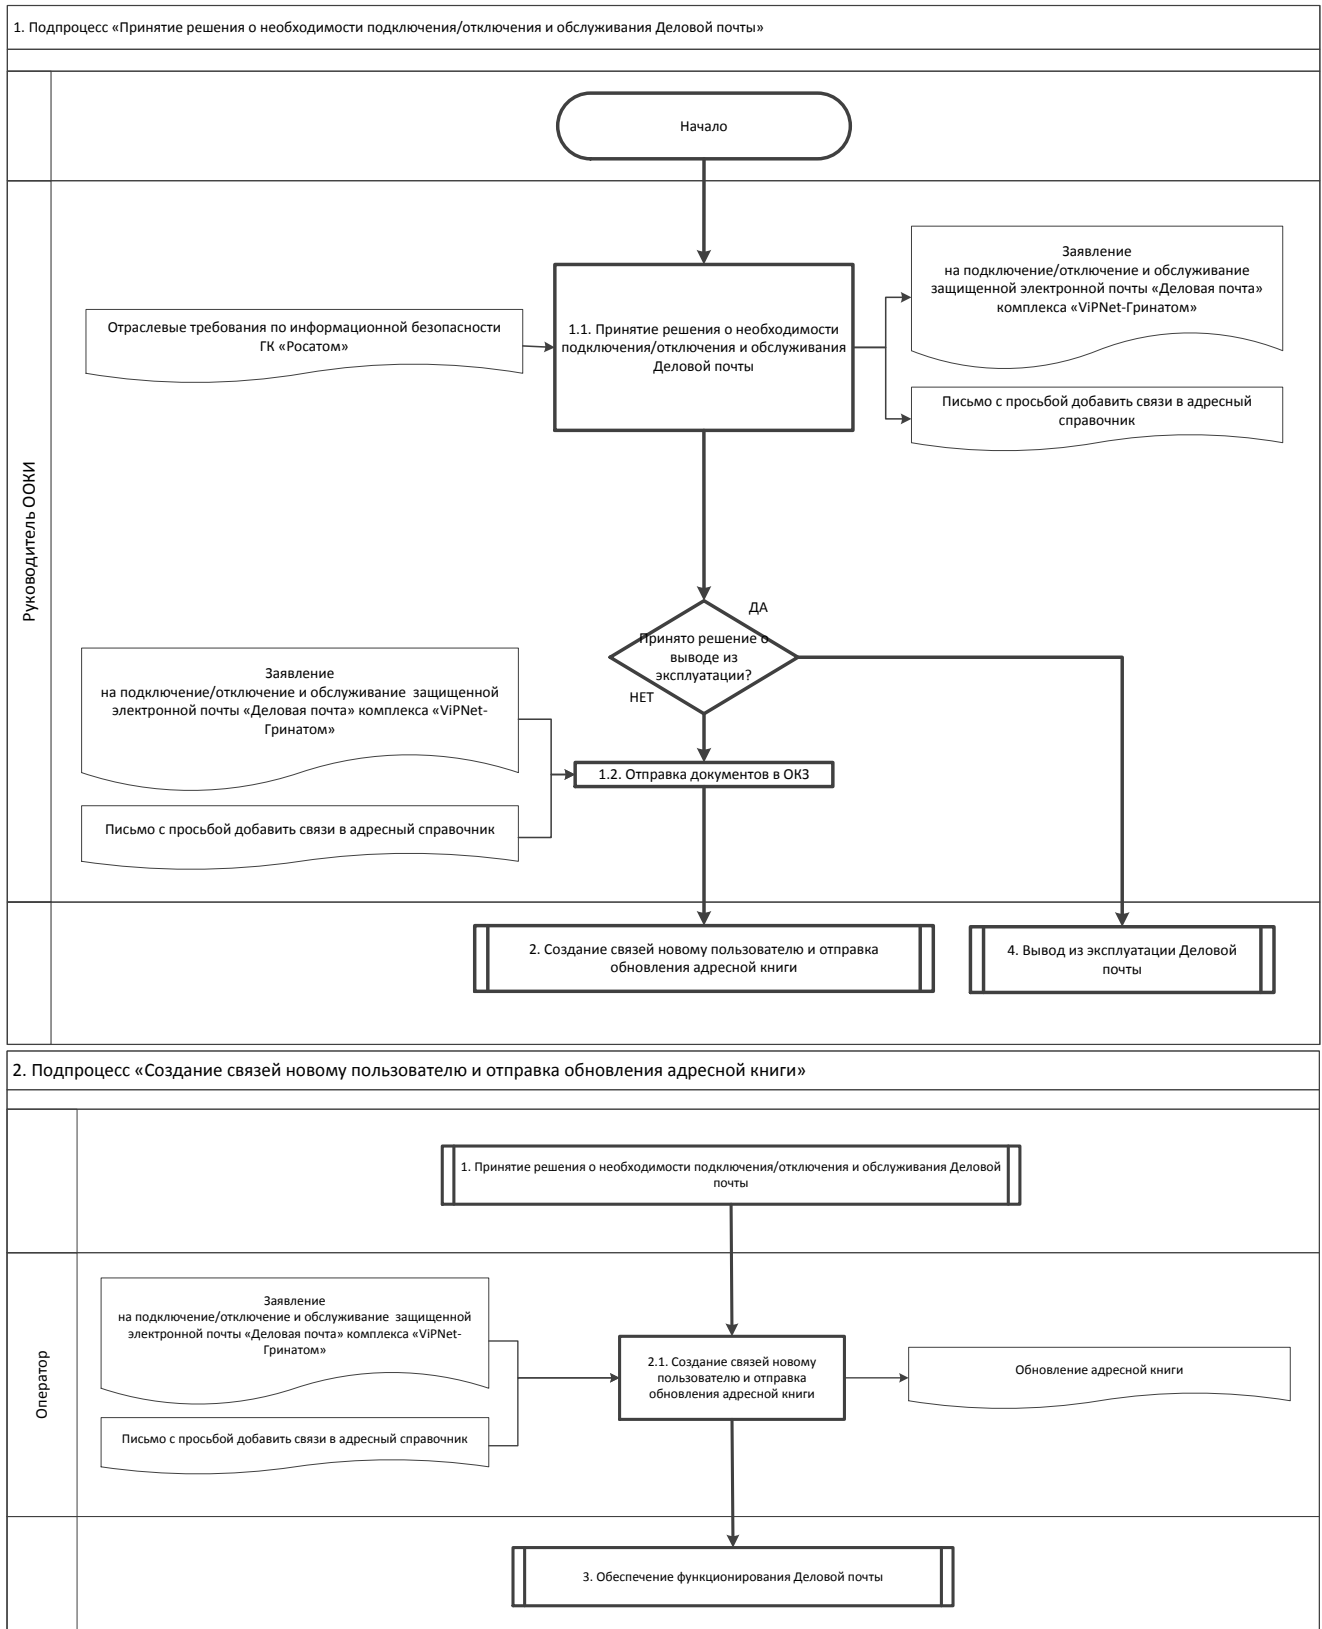 1. Подпроцесс «Принятие решения о необходимости подключения/отключения и обслуживания Деловой почты»
Начало
Руководитель ООКИ
Отраслевые требования по информационной безопасности
ГК «Росатом»
1.1. Принятие решения о необходимости
подключения/отключения и обслуживания
Деловой почты
Заявление
на подключение/отключение и обслуживание
защищенной электронной почты «Деловая почта»
комплекса «ViPNet-Гринатом»
Письмо с просьбой добавить связи в адресный
справочник
ДА
Принято решение о
выводе из
эксплуатации?
НЕТ
Заявление
на подключение/отключение и обслуживание защищенной
электронной почты «Деловая почта» комплекса «ViPNet-
Гринатом»
1.2. Отправка документов в ОКЗ
Письмо с просьбой добавить связи в адресный справочник
2. Создание связей новому пользователю и отправка
обновления адресной книги
4. Вывод из эксплуатации Деловой
почты
2. Подпроцесс «Создание связей новому пользователю и отправка обновления адресной книги»
1. Принятие решения о необходимости подключения/отключения и обслуживания Деловой
почты
Оператор
Заявление
на подключение/отключение и обслуживание защищенной
электронной почты «Деловая почта» комплекса «ViPNet-
Гринатом»
Письмо с просьбой добавить связи в адресный справочник
2.1. Создание связей новому
пользователю и отправка
обновления адресной книги
Обновление адресной книги
3. Обеспечение функционирования Деловой почты